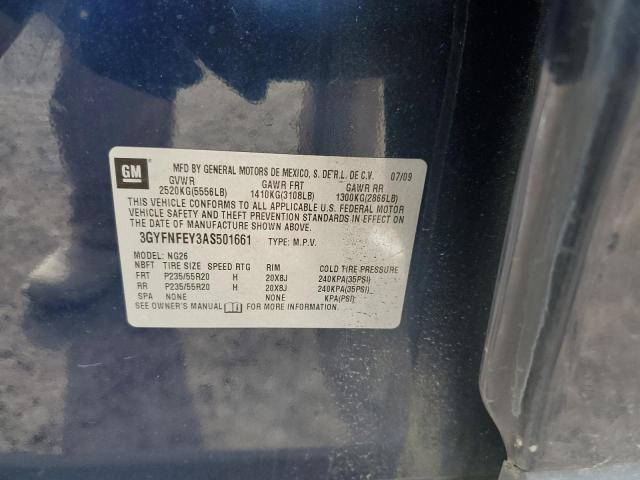 GM
MFD BY GENERAL MOTORS DE MEXICO, S. DE R.L. DE C.V. 07/09
GVWR GAWR FRT GAWR RR
2520KG(5556LB) 1410KG(3108LB) 1300KG(2866LB)
THIS VEHICLE CONFORMS TO ALL APPLICABLE U.S. FEDERAL MOTOR
VEHICLE SAFETY AND THEFT PREVENTION STANDARDS IN EFFECT
ON THE DATE OF MANUFACTURE SHOWN ABOVE.
3GYFNFEY3AS501661 TYPE: M.P.V.
MODEL: NG26
NBFT TIRE SIZE SPEED RTG RIM COLD TIRE PRESSURE
FRT P235/55R20 H 20X8J 240KPA(35PSI)
RR P235/55R20 H 20X8J 240KPA(35PSI)
SPA NONE NONE KPA(PSI)
SEE OWNER'S MANUAL FOR MORE INFORMATION.